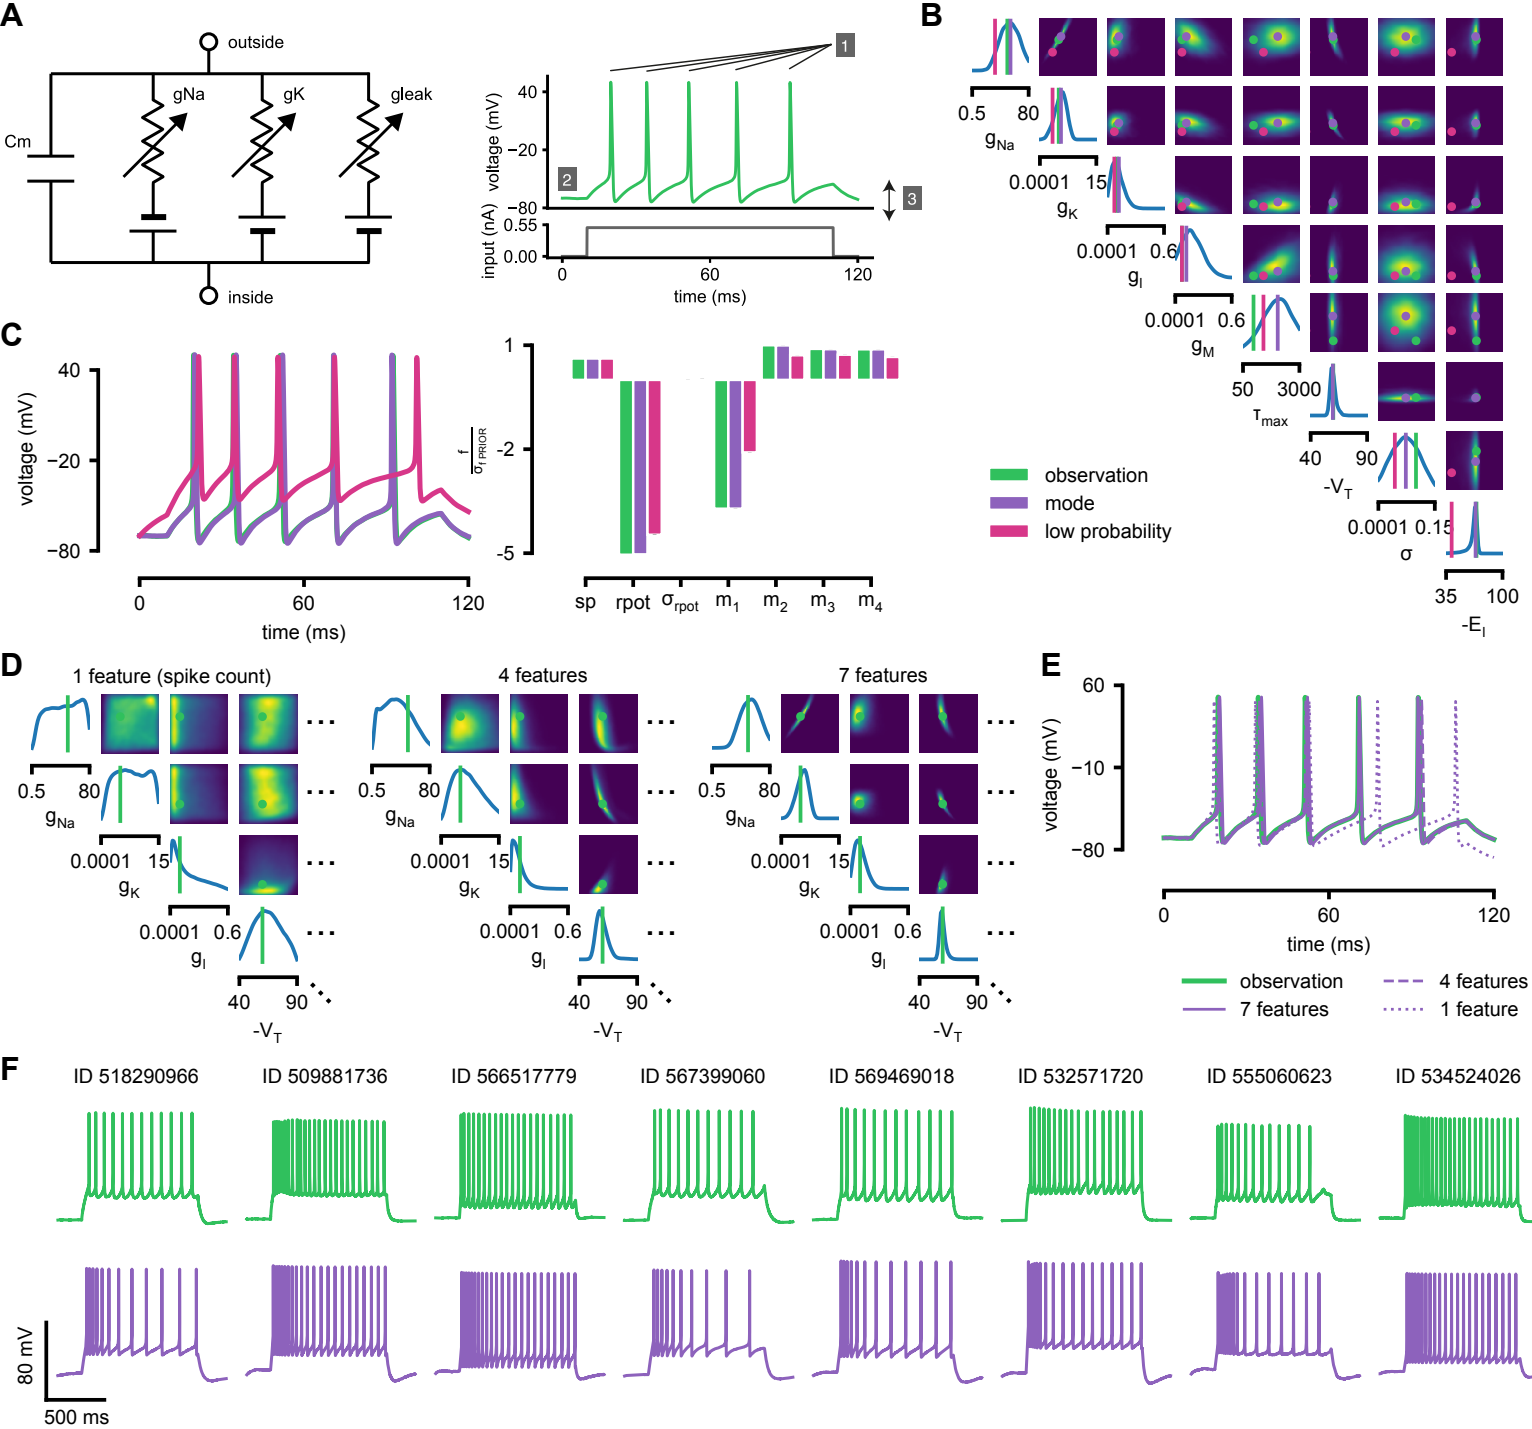 A
outside
gNa
gK
gleak
Cm
inside
voltage (mV)
40
−20
−80
1
2
3
input (nA)
0.55
0.00
0
60
120
time (ms)
B
0.5
80
gNa
0.0001
15
gK
0.0001
0.6
gl
0.0001
0.6
gM
50
3000
τmax
40
90
-VT
0.0001
0.15
σ
35
100
-El
C
voltage (mV)
40
−20
−80
0
60
120
time (ms)
f
σf PRIOR
1
-2
-5
sp
rpot
σrpot
m1
m2
m3
m4
observation
mode
low probability
D
1 feature (spike count)
0.5
80
gNa
0.0001
15
gK
0.0001
0.6
gl
40
90
-VT
4 features
0.5
80
gNa
0.0001
15
gK
0.0001
0.6
gl
40
90
-VT
7 features
0.5
80
gNa
0.0001
15
gK
0.0001
0.6
gl
40
90
-VT
E
voltage (mV)
60
−10
−80
0
60
120
time (ms)
observation
4 features
7 features
1 feature
F
ID 518290966
ID 509881736
ID 566517779
ID 567399060
ID 569469018
ID 532571720
ID 555060623
ID 534524026
80 mV
500 ms